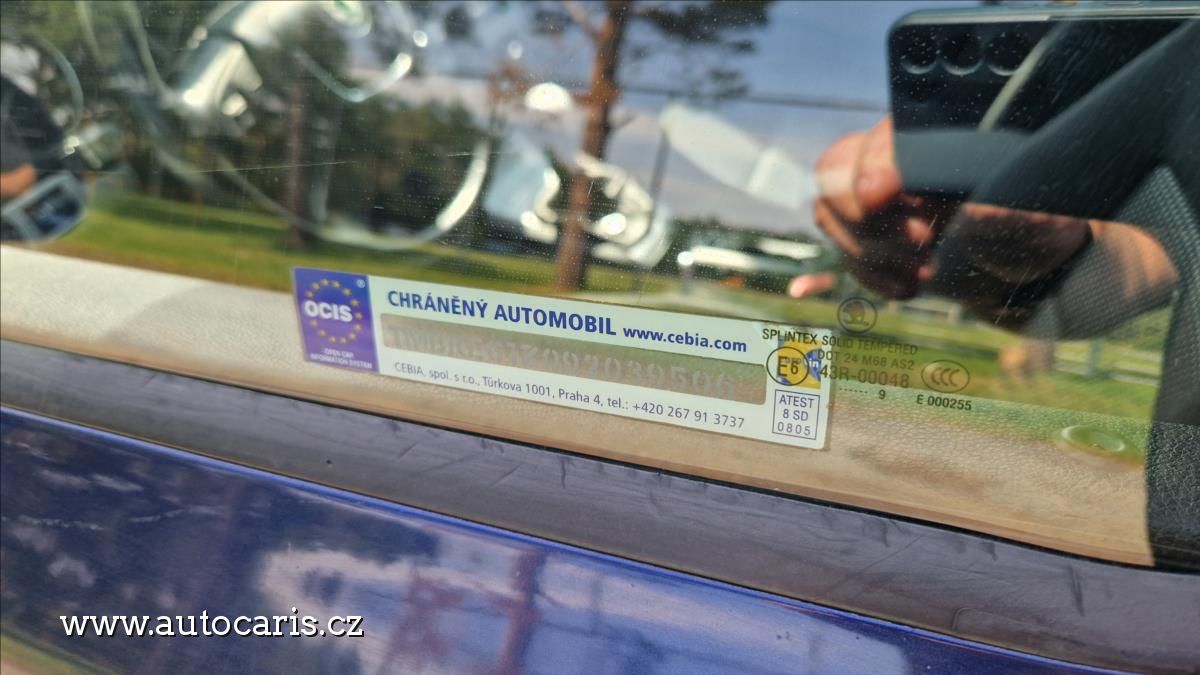 OCIS ®
OPEN CAR
INFORMATION SYSTEM
CHRÁNĚNÝ AUTOMOBIL www.cebia.com
CEBIA, spol. s r.o., Türkova 1001, Praha 4, tel.: +420 267 91 3737
ATEST
8 SD
0805
SPLINTEX SOLID TEMPERED
DOT 24 M68 AS2
E6 43R-00048
CCC
9 E 000255
www.autocaris.cz